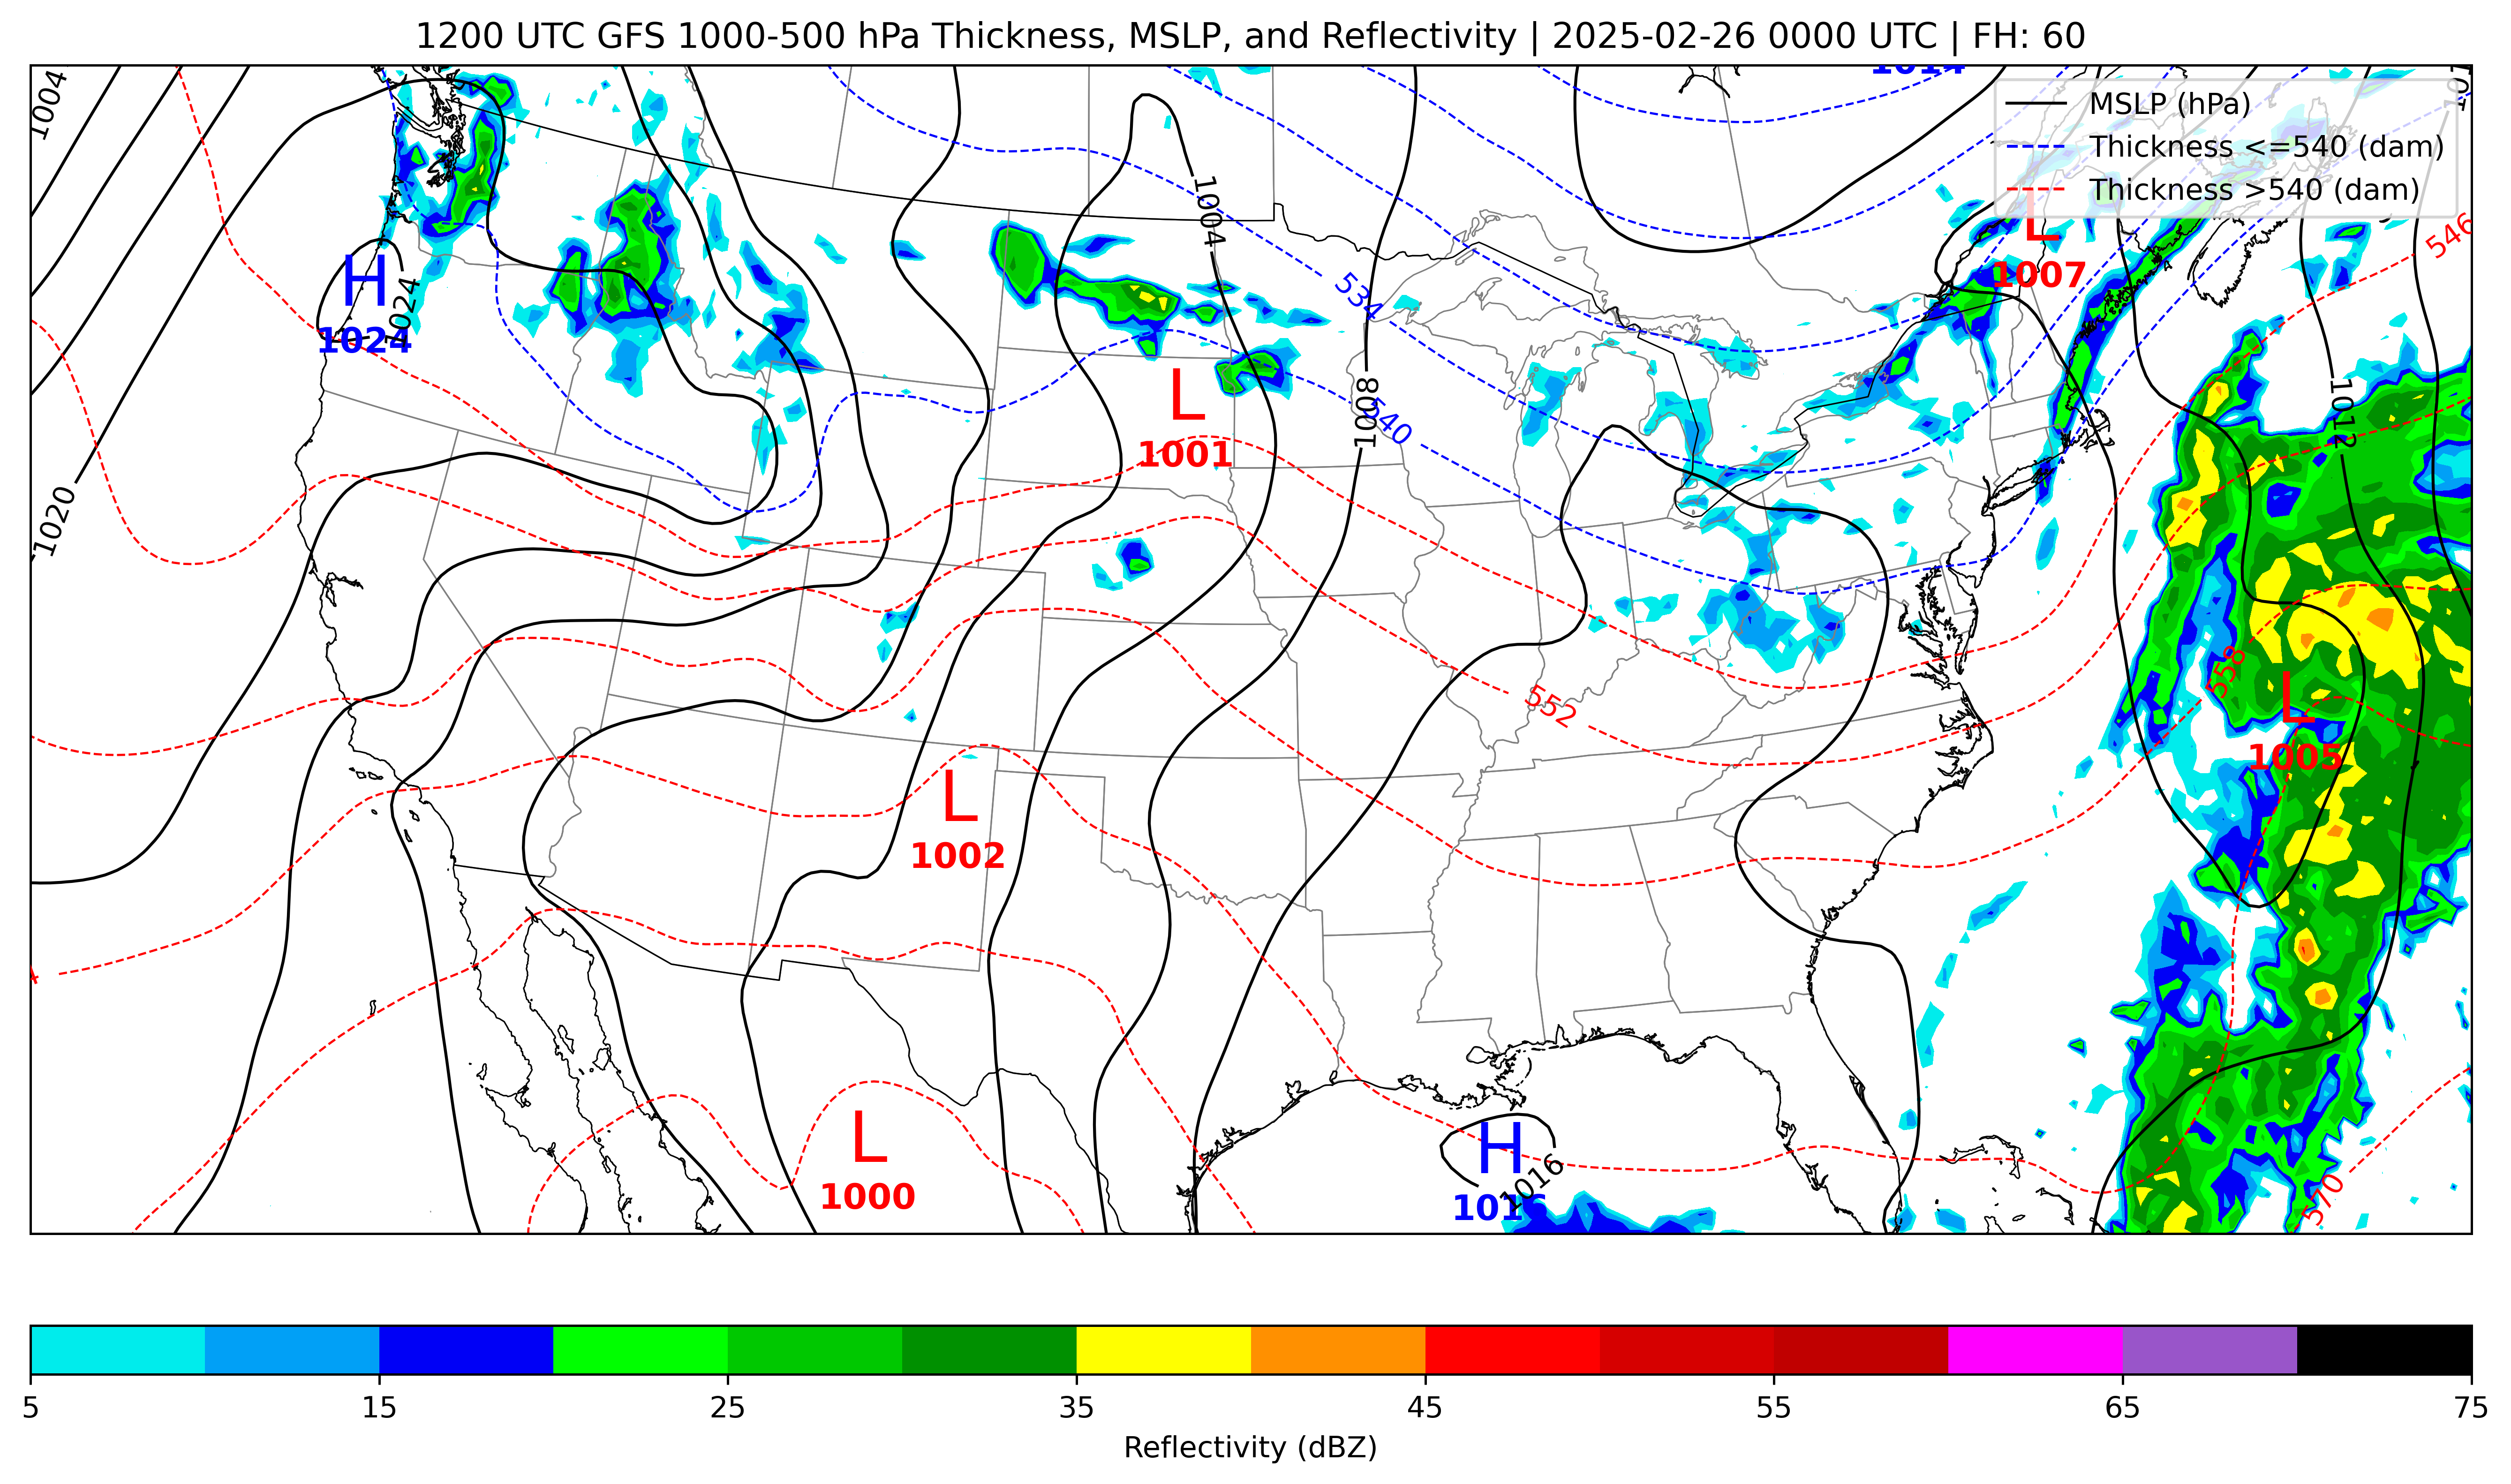 1200 UTC GFS 1000-500 hPa Thickness, MSLP, and Reflectivity | 2025-02-26 0000 UTC | FH: 60
1014
MSLP (hPa)
Thickness <=540 (dam)
Thickness >540 (dam)
1004
1004
L
1007
546
H
1024
1024
534
L
1001
1008
540
1012
1020
558
552
L
1005
L
1002
L
1000
H
1016
1016
570
5 15 25 35 45 55 65 75
Reflectivity (dBZ)